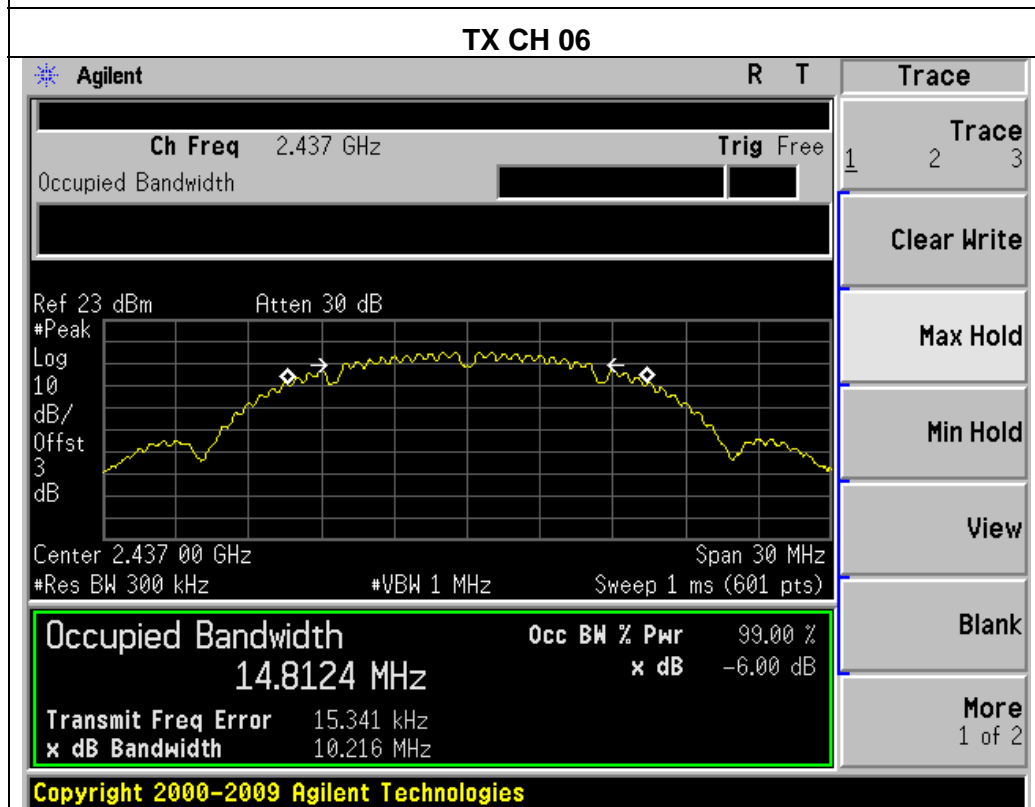 TX CH 06
Agilent R T Trace
Ch Freq 2.437 GHz Trig Free
Occupied Bandwidth
Trace
1 2 3
Clear Write
Ref 23 dBm Atten 30 dB
#Peak
Log
10
dB/
Offst
3
dB
Max Hold
Min Hold
View
Center 2.437 00 GHz Span 30 MHz
#Res BW 300 kHz #VBW 1 MHz Sweep 1 ms (601 pts)
Blank
Occupied Bandwidth Occ BW % Pwr 99.00 %
14.8124 MHz x dB -6.00 dB
Transmit Freq Error 15.341 kHz
x dB Bandwidth 10.216 MHz
More
1 of 2
Copyright 2000-2009 Agilent Technologies